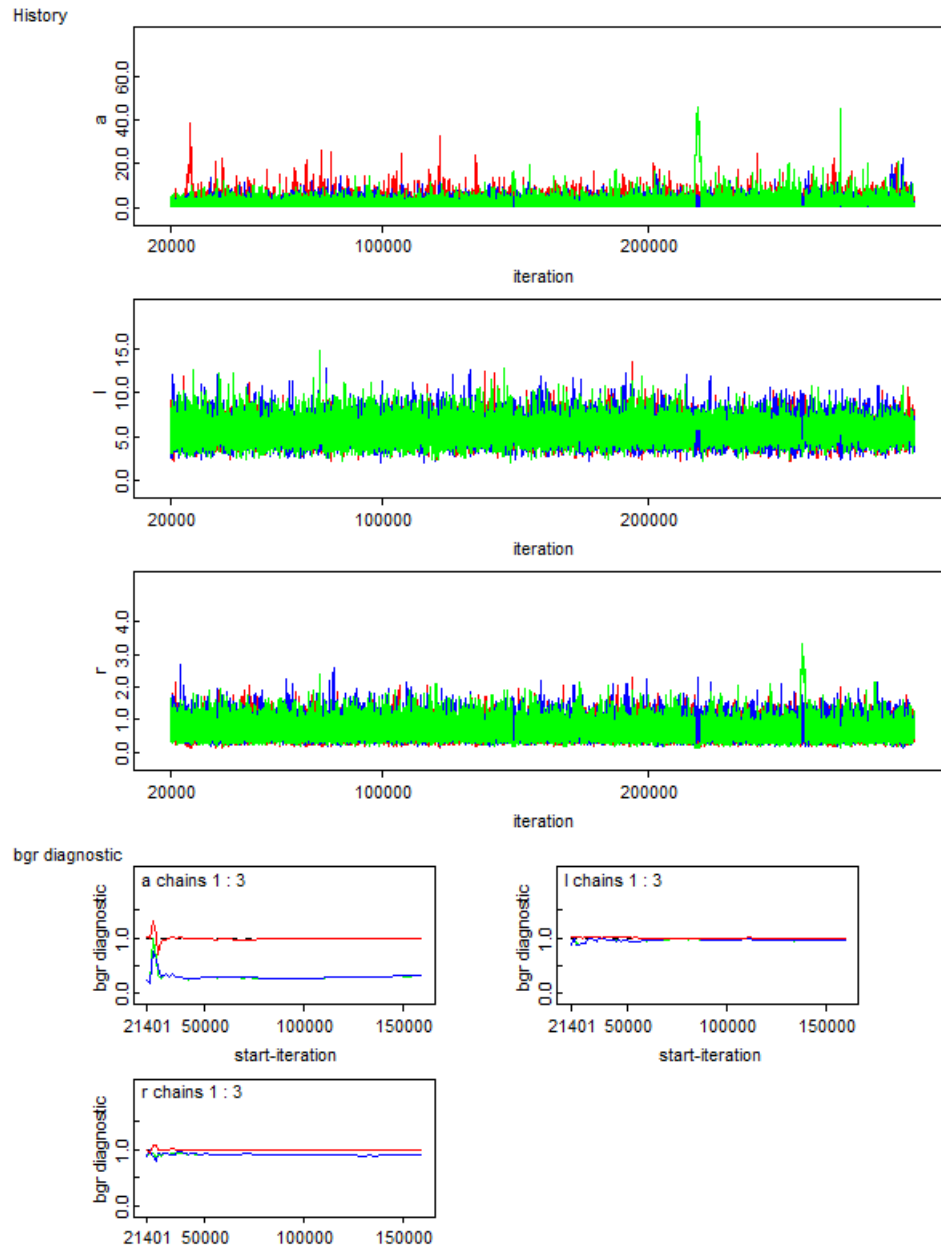 History
a
0.0 20.0 40.0 60.0
20000 100000 200000
iteration
l
0.0 5.0 10.0 15.0
20000 100000 200000
iteration
r
0.0 1.0 2.0 3.0 4.0
20000 100000 200000
iteration
bgr diagnostic
a chains 1 : 3
bgr diagnostic
0.0 1.0
21401 50000 100000 150000
start-iteration
l chains 1 : 3
bgr diagnostic
0.0 1.0
21401 50000 100000 150000
start-iteration
r chains 1 : 3
bgr diagnostic
0.0 1.0
21401 50000 100000 150000